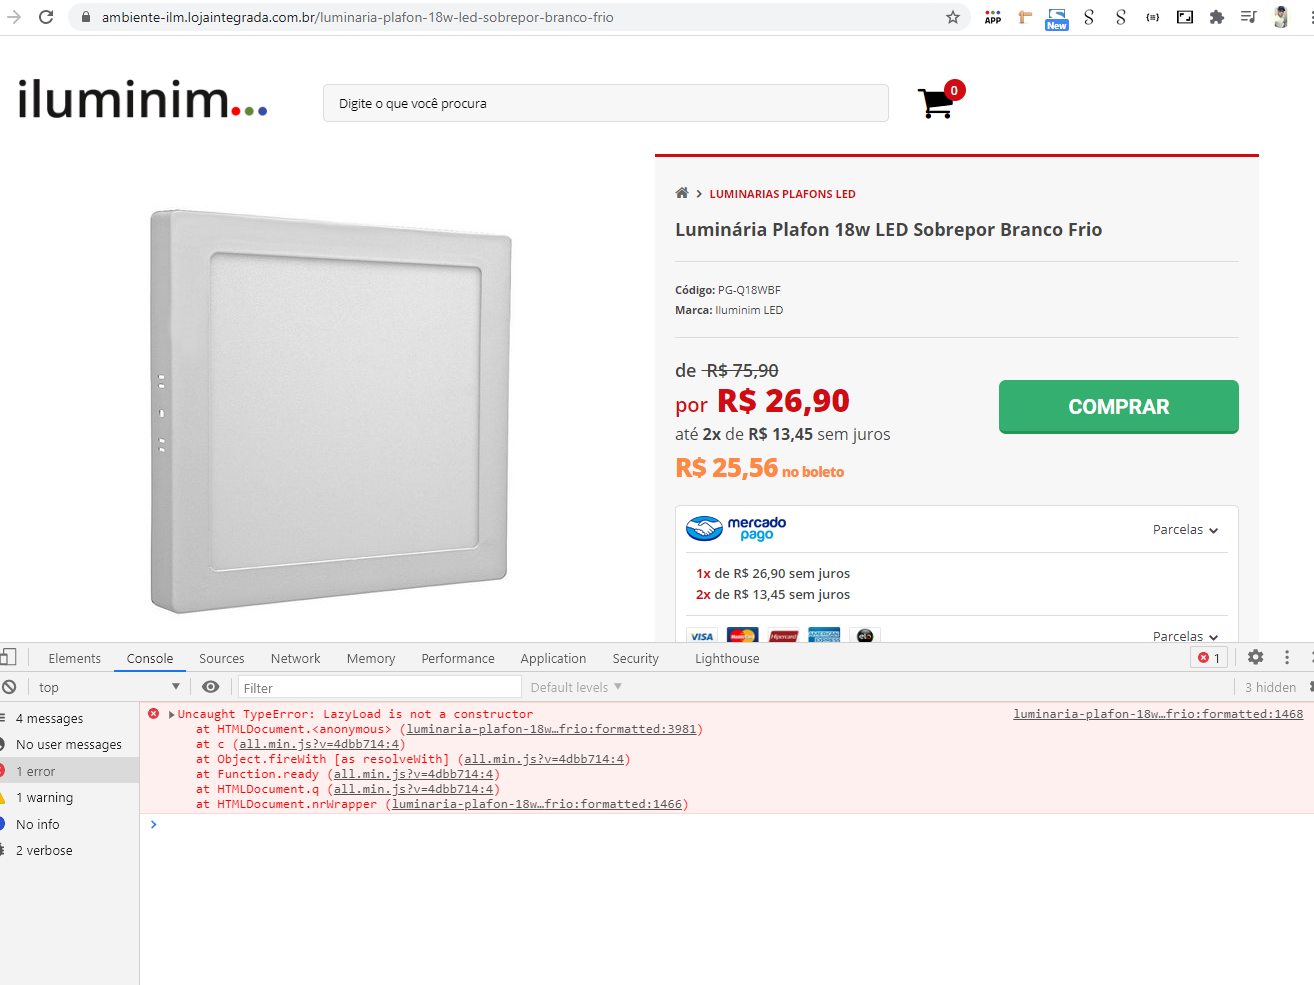 ambiente-ilm.lojaintegrada.com.br/luminaria-plafon-18w-led-sobrepor-branco-frio
APP
New
iluminim...
Digite o que você procura
0
LUMINARIAS PLAFONS LED
Luminária Plafon 18w LED Sobrepor Branco Frio
Código: PG-Q18WBF
Marca: Iluminim LED
de R$ 75,90
por R$ 26,90
COMPRAR
até 2x de R$ 13,45 sem juros
R$ 25,56 no boleto
mercado pago
Parcelas
1x de R$ 26,90 sem juros
2x de R$ 13,45 sem juros
VISA MasterCard Hipercard AMERICAN EXPRESS elo
Parcelas
Elements Console Sources Network Memory Performance Application Security Lighthouse 1
top Filter Default levels 3 hidden
4 messages
No user messages
1 error
1 warning
No info
2 verbose
Uncaught TypeError: LazyLoad is not a constructor luminaria-plafon-18w…frio:formatted:1468
at HTMLDocument.<anonymous> (luminaria-plafon-18w…frio:formatted:3981)
at c (all.min.js?v=4dbb714:4)
at Object.fireWith [as resolveWith] (all.min.js?v=4dbb714:4)
at Function.ready (all.min.js?v=4dbb714:4)
at HTMLDocument.q (all.min.js?v=4dbb714:4)
at HTMLDocument.nrWrapper (luminaria-plafon-18w…frio:formatted:1466)